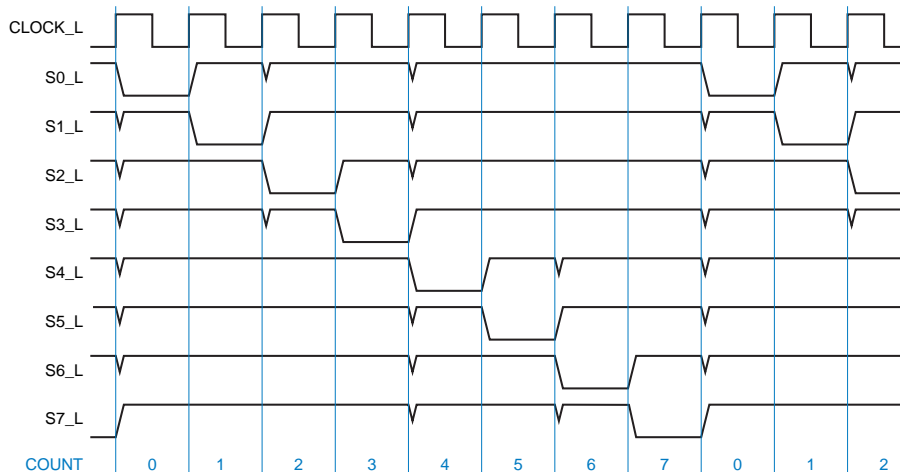 CLOCK_L
S0_L
S1_L
S2_L
S3_L
S4_L
S5_L
S6_L
S7_L
COUNT 0 1 2 3 4 5 6 7 0 1 2